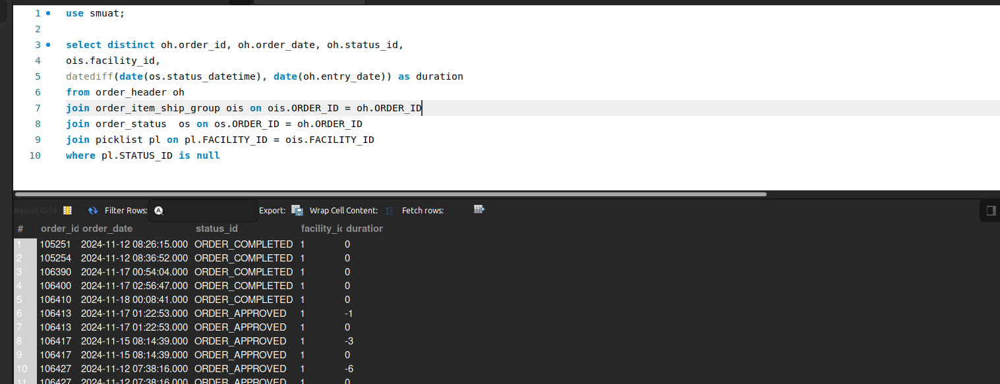 1 use smuat;
2
3 select distinct oh.order_id, oh.order_date, oh.status_id,
4 ois.facility_id,
5 datediff(date(os.status_datetime), date(oh.entry_date)) as duration
6 from order_header oh
7 join order_item_ship_group ois on ois.ORDER_ID = oh.ORDER_ID
8 join order_status  os on os.ORDER_ID = oh.ORDER_ID
9 join picklist pl on pl.FACILITY_ID = ois.FACILITY_ID
10 where pl.STATUS_ID is null
Result Grid Filter Rows: Export: Wrap Cell Content: Fetch rows:
# order_id order_date status_id facility_id duration
1 105251 2024-11-12 08:26:15.000 ORDER_COMPLETED 1 0
2 105254 2024-11-12 08:36:52.000 ORDER_COMPLETED 1 0
3 106390 2024-11-17 00:54:04.000 ORDER_COMPLETED 1 0
4 106400 2024-11-17 02:56:47.000 ORDER_COMPLETED 1 0
5 106410 2024-11-18 00:08:41.000 ORDER_COMPLETED 1 0
6 106413 2024-11-17 01:22:53.000 ORDER_APPROVED 1 -1
7 106413 2024-11-17 01:22:53.000 ORDER_APPROVED 1 0
8 106417 2024-11-15 08:14:39.000 ORDER_APPROVED 1 -3
9 106417 2024-11-15 08:14:39.000 ORDER_APPROVED 1 0
10 106427 2024-11-12 07:38:16.000 ORDER_APPROVED 1 -6
11 106427 2024-11-12 07:38:16.000 ORDER_APPROVED 1 0